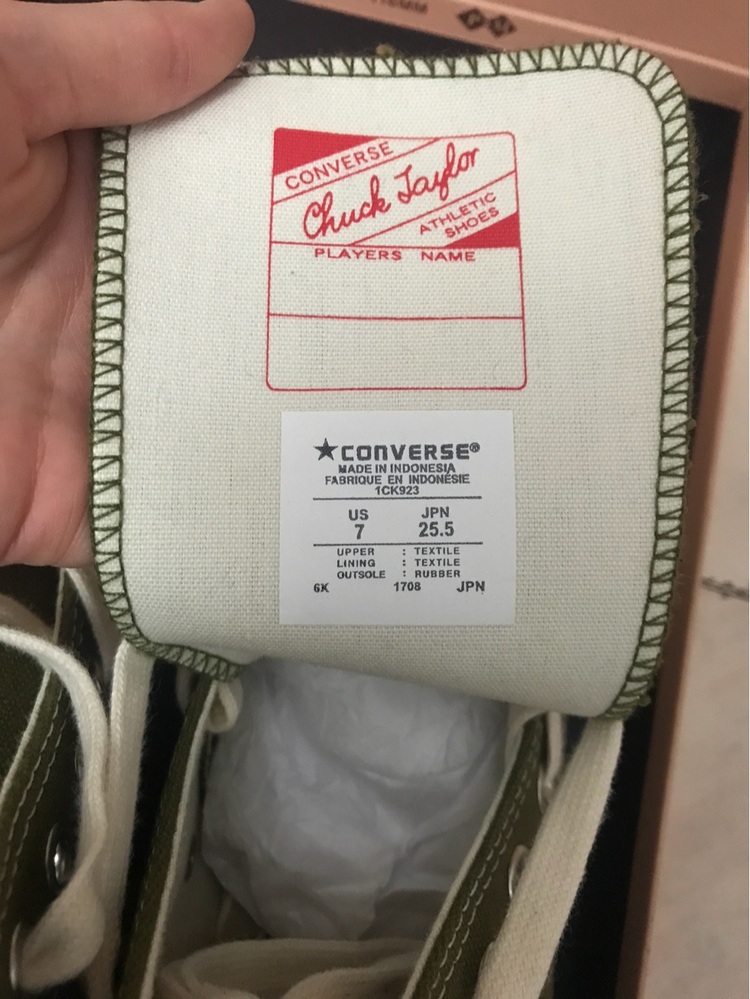 CONVERSE
Chuck Taylor
ATHLETIC
SHOES
PLAYERS NAME
★CONVERSE®
MADE IN INDONESIA
FABRIQUE EN INDONÉSIE
1CK923
US JPN
7 25.5
UPPER : TEXTILE
LINING : TEXTILE
OUTSOLE : RUBBER
6K 1708 JPN